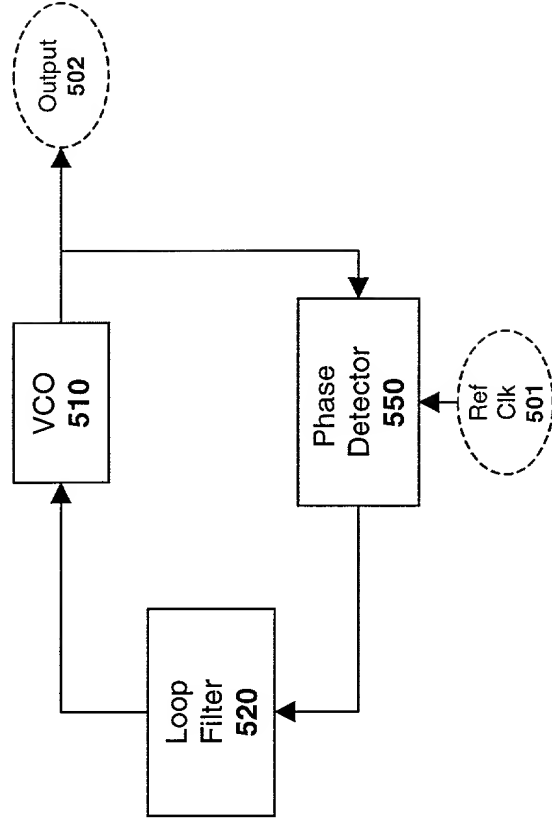 Output
502
VCO
510
Phase
Detector
550
Ref
Clk
501
Loop
Filter
520